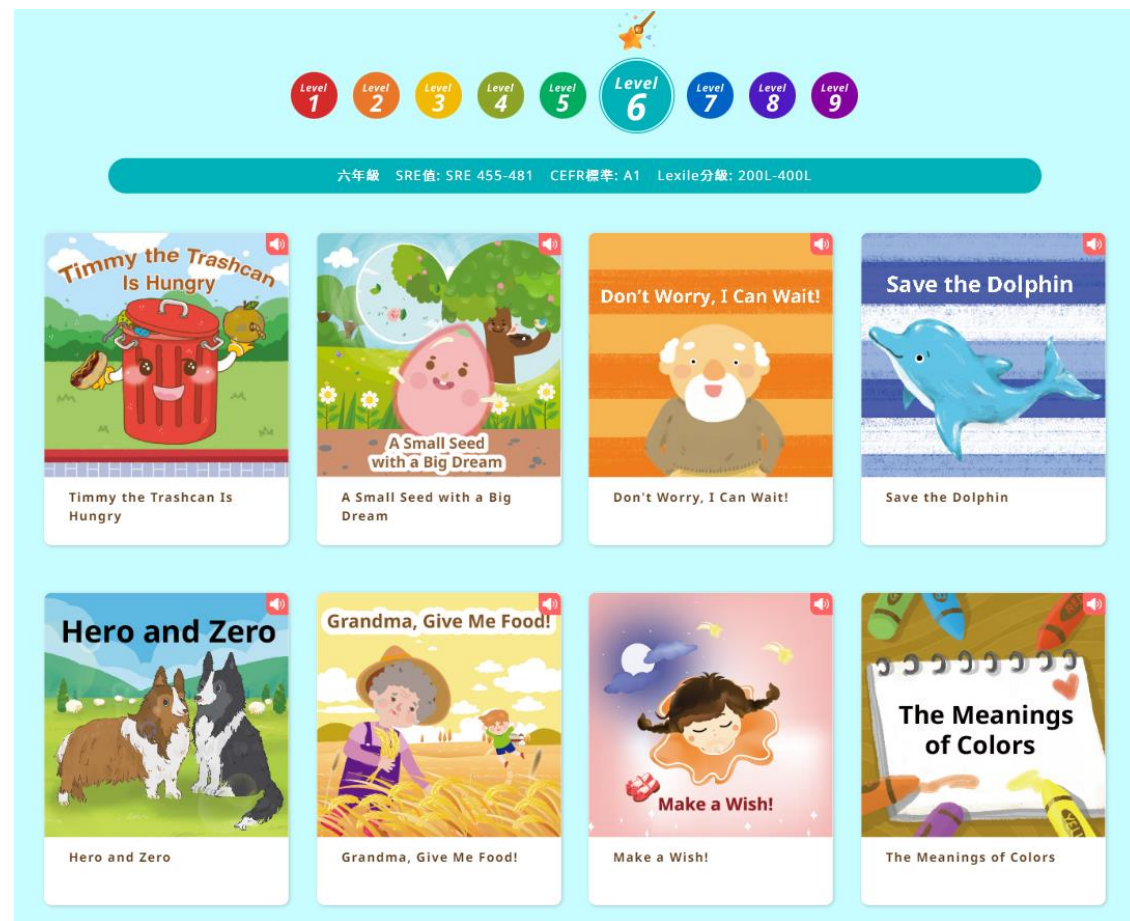 Level
1
Level
2
Level
3
Level
4
Level
5
Level
6
Level
7
Level
8
Level
9
六年級 SRE值: SRE 455-481 CEFR標準: A1 Lexile分級: 200L-400L
Timmy the Trashcan
Is Hungry
A Small Seed
with a Big Dream
Don't Worry, I Can Wait!
Save the Dolphin
Timmy the Trashcan Is
Hungry
A Small Seed with a Big
Dream
Don't Worry, I Can Wait!
Save the Dolphin
Hero and Zero
Grandma, Give Me Food!
Make a Wish!
The Meanings
of Colors
Hero and Zero
Grandma, Give Me Food!
Make a Wish!
The Meanings of Colors